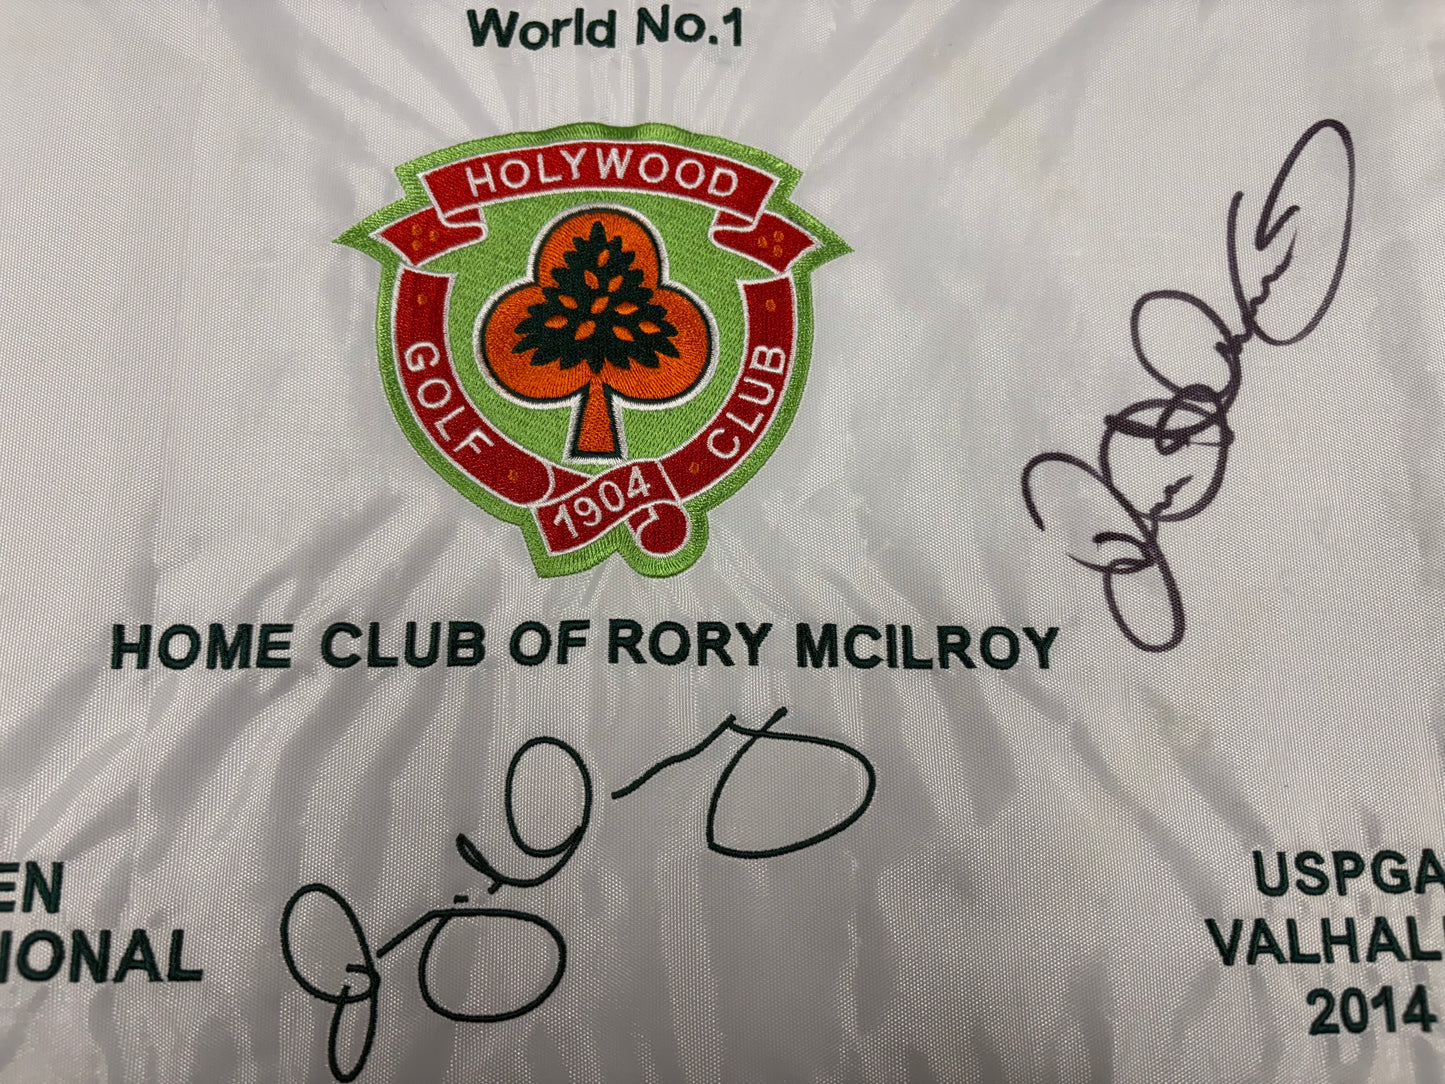 World No.1
HOLYWOOD
GOLF CLUB
1904
HOME CLUB OF RORY MCILROY
EN
IONAL
USPGA
VALHAL
2014